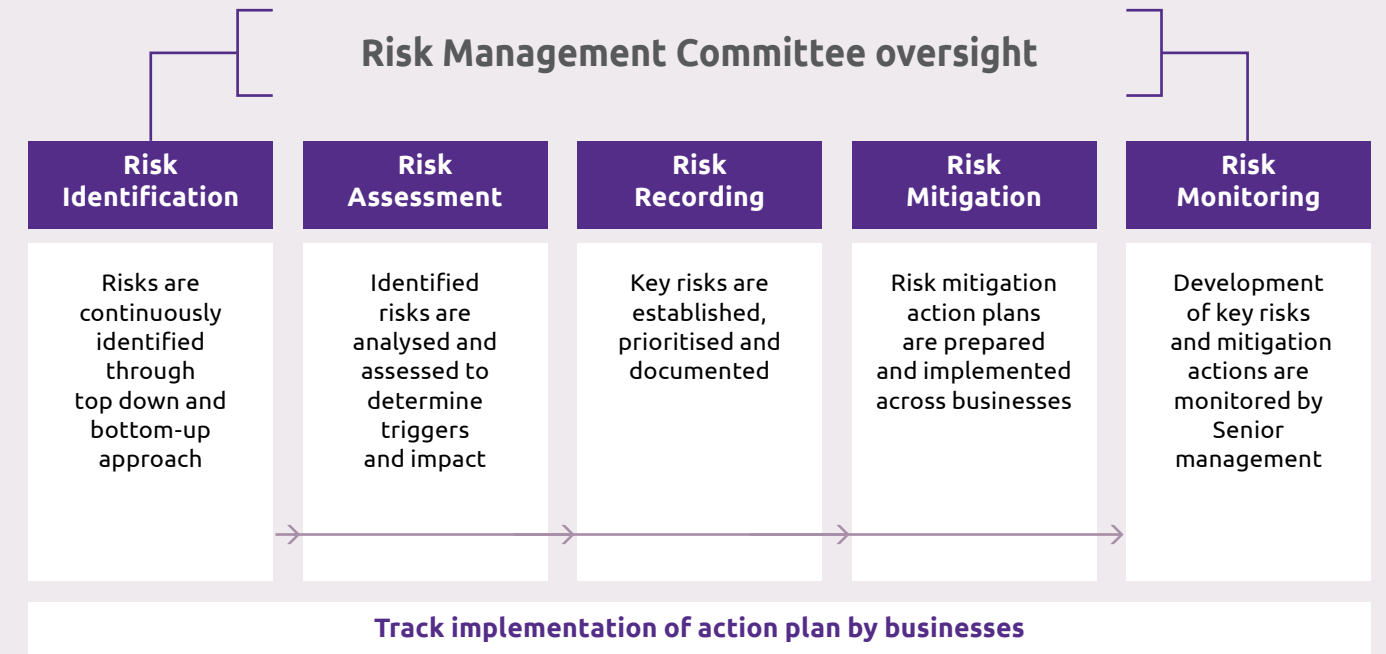 Risk Management Committee oversight
Risk
Identification
Risks are
continuously
identified
through
top down and
bottom-up
approach
Risk
Assessment
Identified
risks are
analysed and
assessed to
determine
triggers
and impact
Risk
Recording
Key risks are
established,
prioritised and
documented
Risk
Mitigation
Risk mitigation
action plans
are prepared
and implemented
across businesses
Risk
Monitoring
Development
of key risks
and mitigation
actions are
monitored by
Senior
management
Track implementation of action plan by businesses